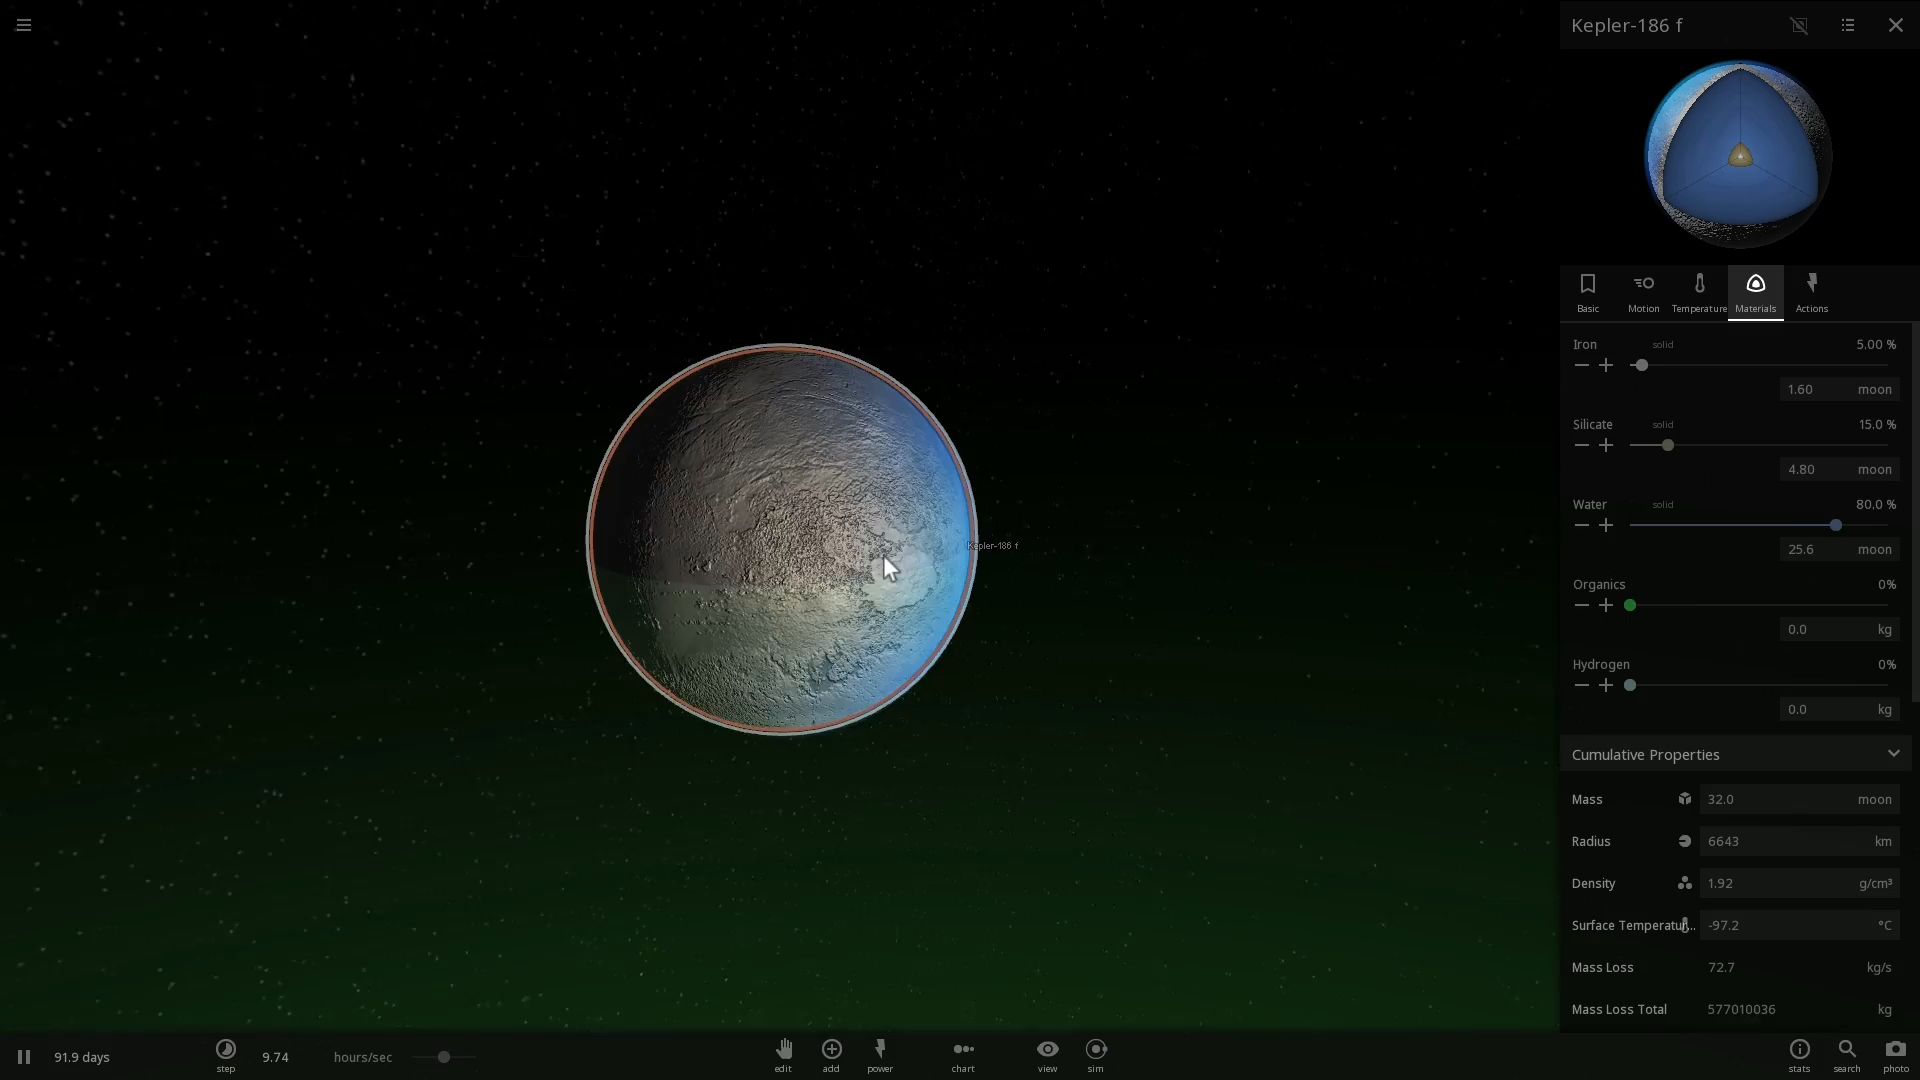 Kepler-186 f
Basic Motion Temperature Materials Actions
Iron solid 5.00 %
1.60 moon
Silicate solid 15.0 %
4.80 moon
Water solid 80.0 %
25.6 moon
Organics 0%
0.0 kg
Hydrogen 0%
0.0 kg
Cumulative Properties
Mass 32.0 moon
Radius 6643 km
Density 1.92 g/cm³
Surface Temperatur... -97.2 °C
Mass Loss 72.7 kg/s
Mass Loss Total 577010036 kg
Kepler-186 f
91.9 days
step
9.74 hours/sec
edit add power chart view sim
stats search photo